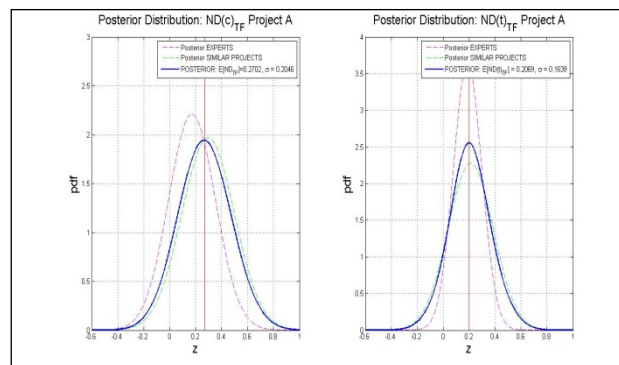 Posterior Distribution: ND(c)TF Project A
3
2.5
2
1.5
1
0.5
0
pdf
-0.6 -0.4 -0.2 0 0.2 0.4 0.6 0.8 1
z
Posterior EXPERTS
Posterior SIMILAR PROJECTS
POSTERIOR: E[NDTF]=0.2702, σ = 0.2046
Posterior Distribution: ND(t)TF Project A
4
3.5
3
2.5
2
1.5
1
0.5
0
pdf
-0.6 -0.4 -0.2 0 0.2 0.4 0.6 0.8 1
z
Posterior EXPERTS
Posterior SIMILAR PROJECTS
POSTERIOR: E[ND(t)TF] = 0.2069, σ = 0.1639